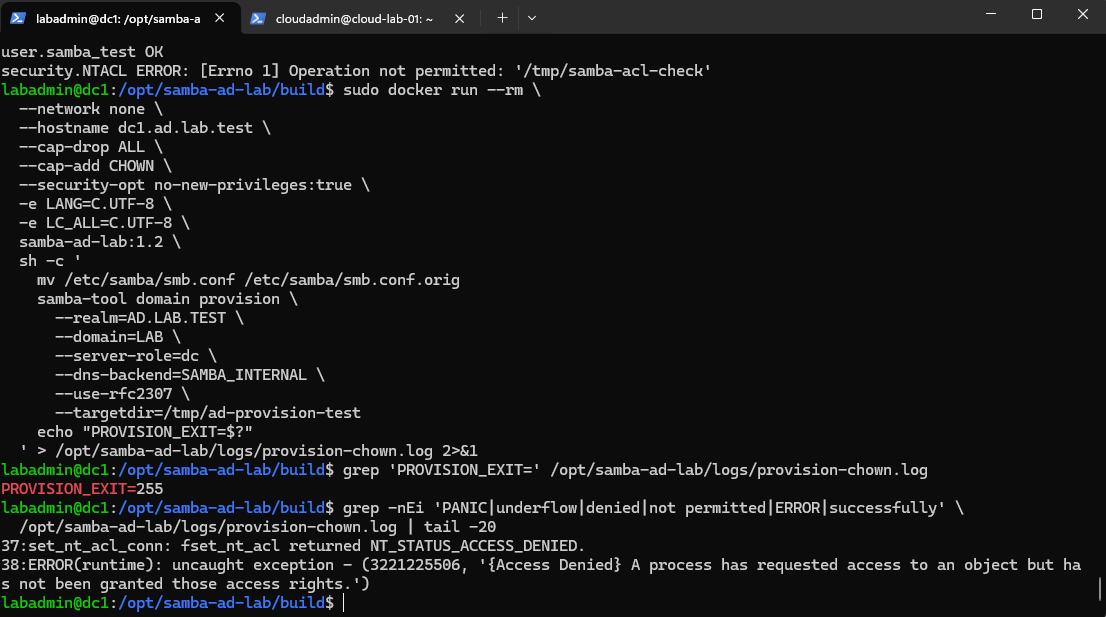 labadmin@dc1: /opt/samba-a
cloudadmin@cloud-lab-01: ~
user.samba_test OK
security.NTACL ERROR: [Errno 1] Operation not permitted: '/tmp/samba-acl-check'
labadmin@dc1:/opt/samba-ad-lab/build$ sudo docker run --rm \
  --network none \
  --hostname dc1.ad.lab.test \
  --cap-drop ALL \
  --cap-add CHOWN \
  --security-opt no-new-privileges:true \
  -e LANG=C.UTF-8 \
  -e LC_ALL=C.UTF-8 \
  samba-ad-lab:1.2 \
  sh -c '
    mv /etc/samba/smb.conf /etc/samba/smb.conf.orig
    samba-tool domain provision \
      --realm=AD.LAB.TEST \
      --domain=LAB \
      --server-role=dc \
      --dns-backend=SAMBA_INTERNAL \
      --use-rfc2307 \
      --targetdir=/tmp/ad-provision-test
    echo "PROVISION_EXIT=$?"
  ' > /opt/samba-ad-lab/logs/provision-chown.log 2>&1
labadmin@dc1:/opt/samba-ad-lab/build$ grep 'PROVISION_EXIT=' /opt/samba-ad-lab/logs/provision-chown.log
PROVISION_EXIT=255
labadmin@dc1:/opt/samba-ad-lab/build$ grep -nEi 'PANIC|underflow|denied|not permitted|ERROR|successfully' \
  /opt/samba-ad-lab/logs/provision-chown.log | tail -20
37:set_nt_acl_conn: fset_nt_acl returned NT_STATUS_ACCESS_DENIED.
38:ERROR(runtime): uncaught exception - (3221225506, '{Access Denied} A process has requested access to an object but ha
s not been granted those access rights.')
labadmin@dc1:/opt/samba-ad-lab/build$